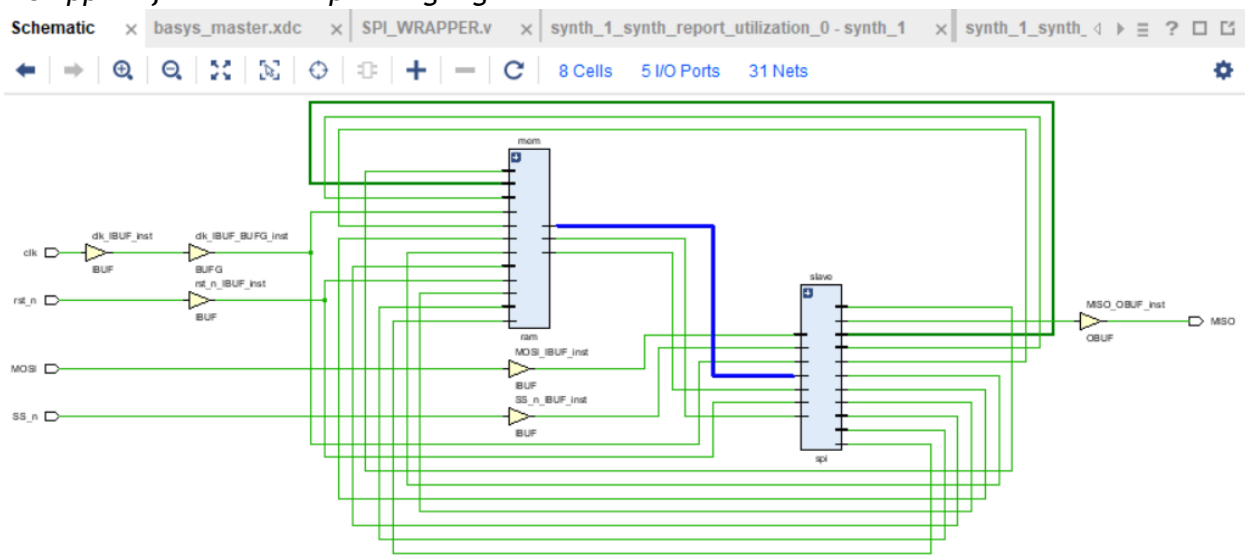 Schematic × basys_master.xdc × SPI_WRAPPER.v × synth_1_synth_report_utilization_0 - synth_1 × synth_1_synth_
8 Cells 5 I/O Ports 31 Nets
mem
clk
clk_IBUF_inst
IBUF
clk_IBUF_BUFG_inst
BUFG
rst_n
rst_n_IBUF_inst
IBUF
ram
slave
MISO_OBUF_inst
OBUF
MISO
MOSI
MOSI_IBUF_inst
IBUF
SS_n
SS_n_IBUF_inst
IBUF
spi